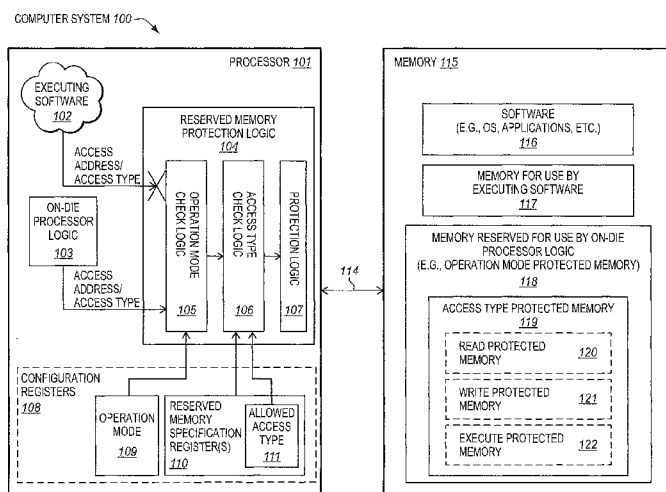 COMPUTER SYSTEM 100
PROCESSOR 101
EXECUTING
SOFTWARE
102
RESERVED MEMORY
PROTECTION LOGIC
104
ACCESS
ADDRESS/
ACCESS TYPE
ON-DIE
PROCESSOR
LOGIC
103
ACCESS
ADDRESS/
ACCESS TYPE
OPERATION MODE
CHECK LOGIC
105
ACCESS TYPE
CHECK LOGIC
106
PROTECTION LOGIC
107
CONFIGURATION
REGISTERS
108
OPERATION
MODE
109
RESERVED
MEMORY
SPECIFICATION
REGISTER(S)
110
ALLOWED
ACCESS
TYPE
111
114
MEMORY 115
SOFTWARE
(E.G., OS, APPLICATIONS, ETC.)
116
MEMORY FOR USE BY
EXECUTING SOFTWARE
117
MEMORY RESERVED FOR USE BY ON-DIE
PROCESSOR LOGIC
(E.G., OPERATION MODE PROTECTED MEMORY)
118
ACCESS TYPE PROTECTED MEMORY
119
READ PROTECTED
MEMORY 120
WRITE PROTECTED
MEMORY 121
EXECUTE PROTECTED
MEMORY 122